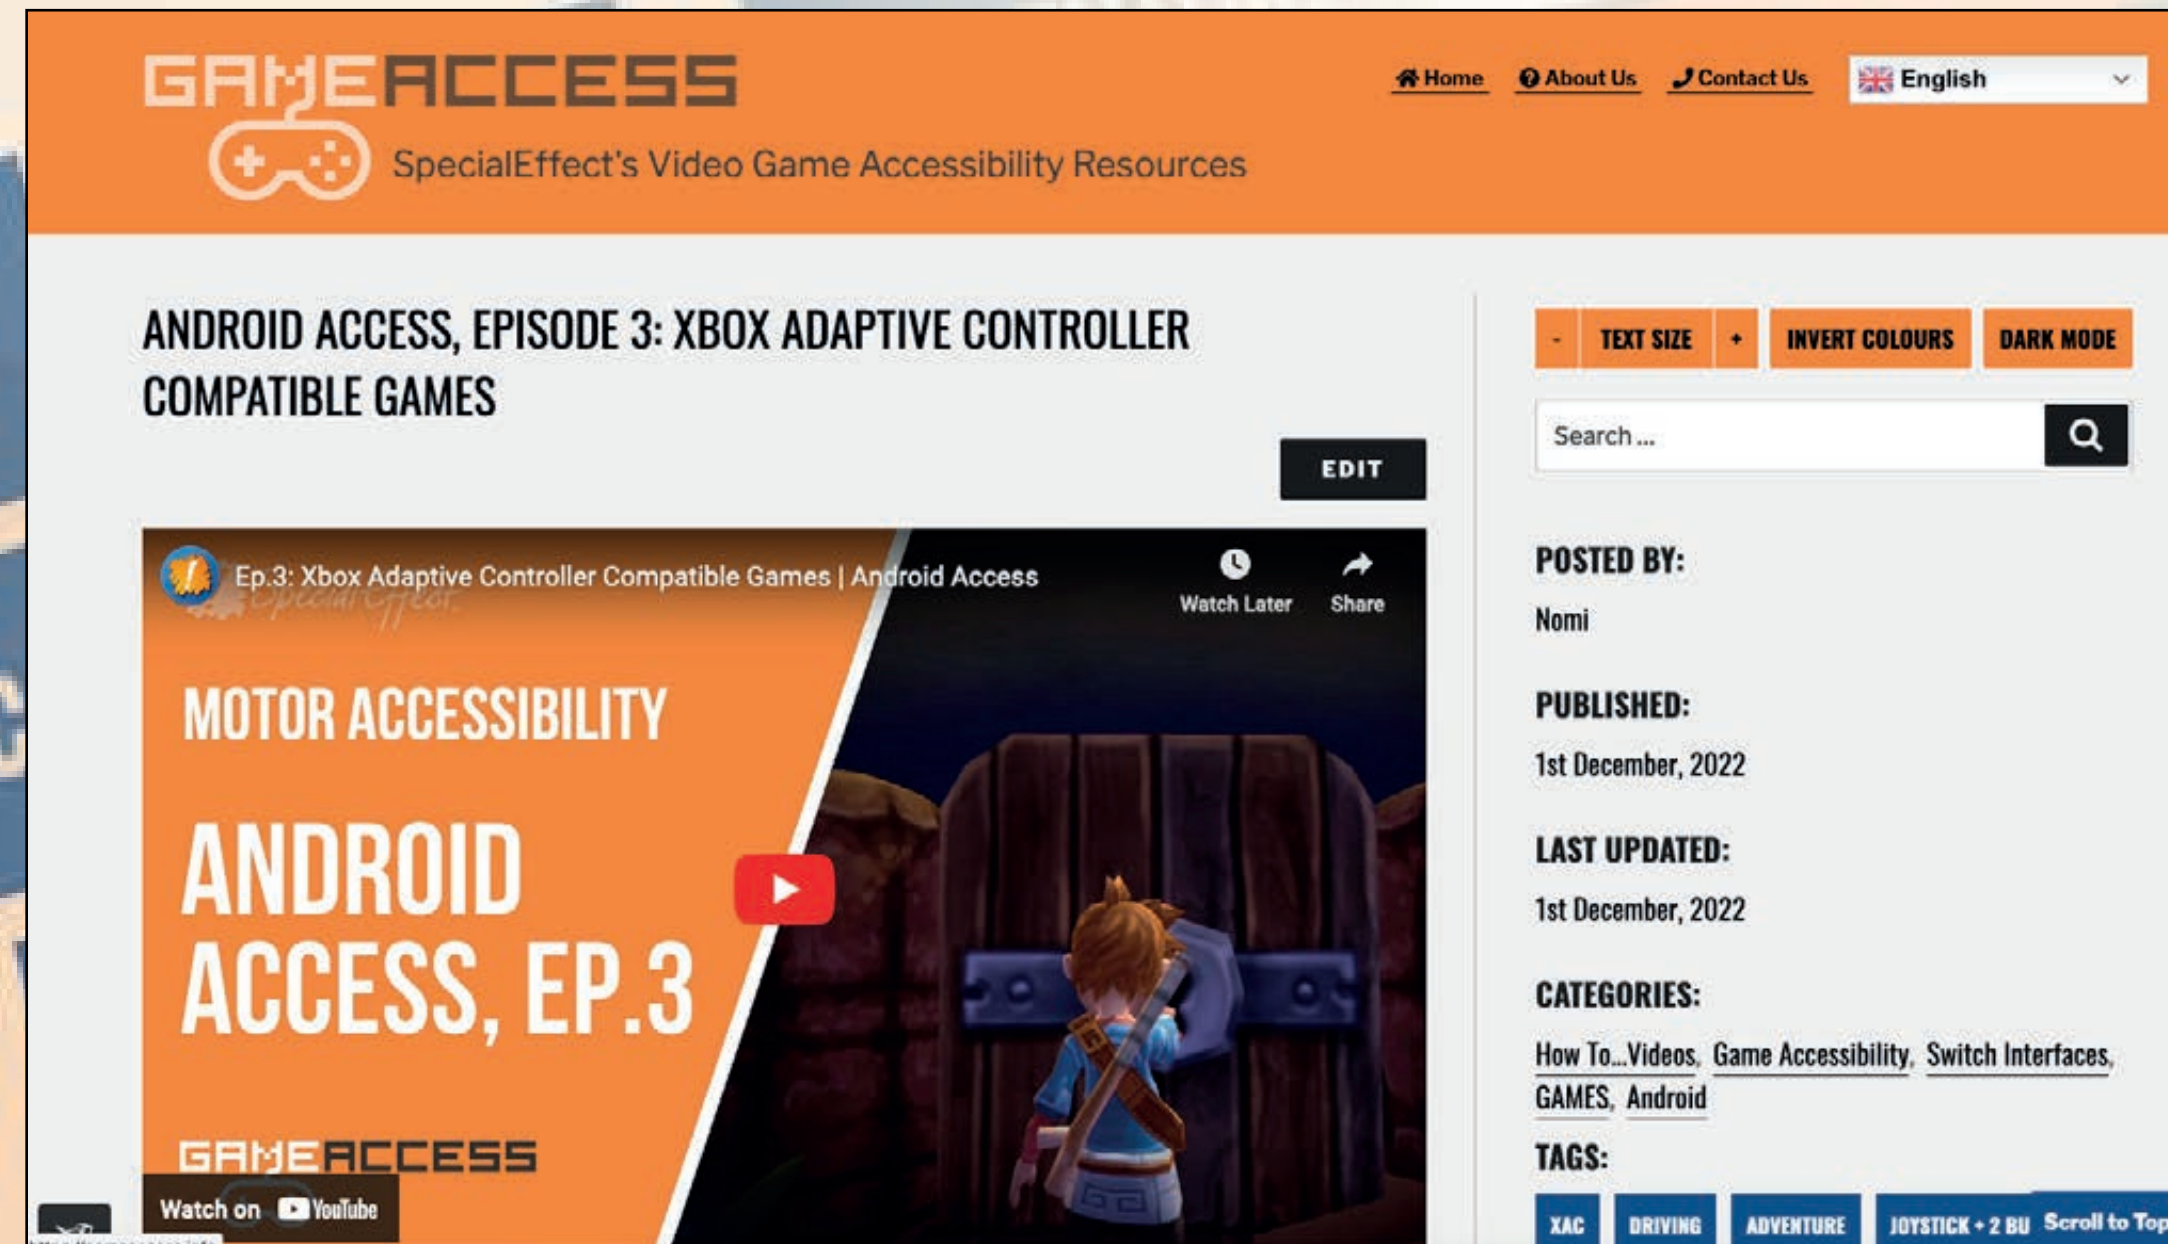 GAMEACCESS
Home About Us Contact Us English
SpecialEffect's Video Game Accessibility Resources
ANDROID ACCESS, EPISODE 3: XBOX ADAPTIVE CONTROLLER
COMPATIBLE GAMES
EDIT
Ep.3: Xbox Adaptive Controller Compatible Games | Android Access
SpecialEffect.
Watch Later Share
MOTOR ACCESSIBILITY
ANDROID
ACCESS, EP.3
GAMEACCESS
Watch on YouTube
- TEXT SIZE + INVERT COLOURS DARK MODE
Search ...
POSTED BY:
Nomi
PUBLISHED:
1st December, 2022
LAST UPDATED:
1st December, 2022
CATEGORIES:
How To...Videos, Game Accessibility, Switch Interfaces,
GAMES, Android
TAGS:
XAC DRIVING ADVENTURE JOYSTICK + 2 BU Scroll to Top